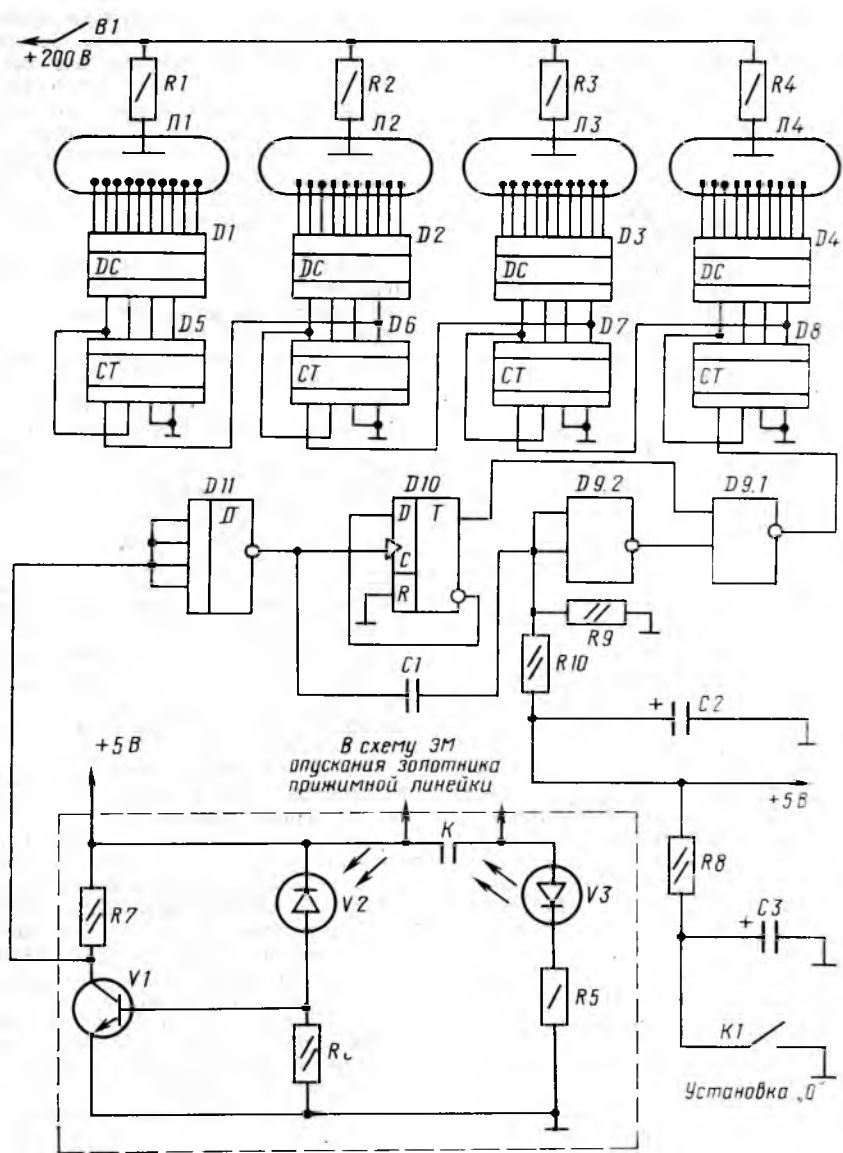 В1
+200 В
R1 R2 R3 R4
Л1 Л2 Л3 Л4
D1 D2 D3 D4
DC DC DC DC
D5 D6 D7 D8
CT CT CT CT
D11 D10 D9.2 D9.1
D T
C
R
R9
R10
C1
C2
+5 В
В схему ЭМ
опускания золотника
прижимной линейки
+5В
K
R8
R7
V2
V3
C3
V1
R5
K1
Установка „0"